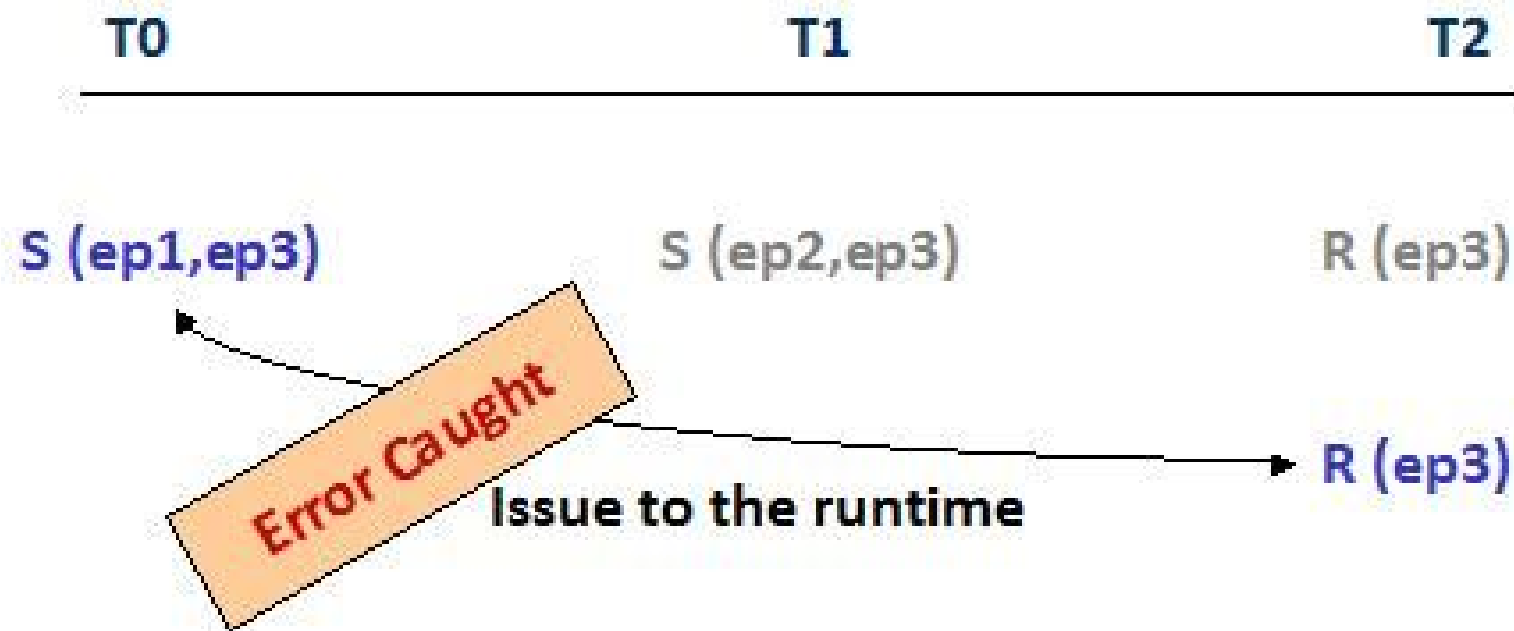 T0 T1 T2
S (ep1,ep3) S (ep2,ep3) R (ep3)
Error Caught
R (ep3)
Issue to the runtime